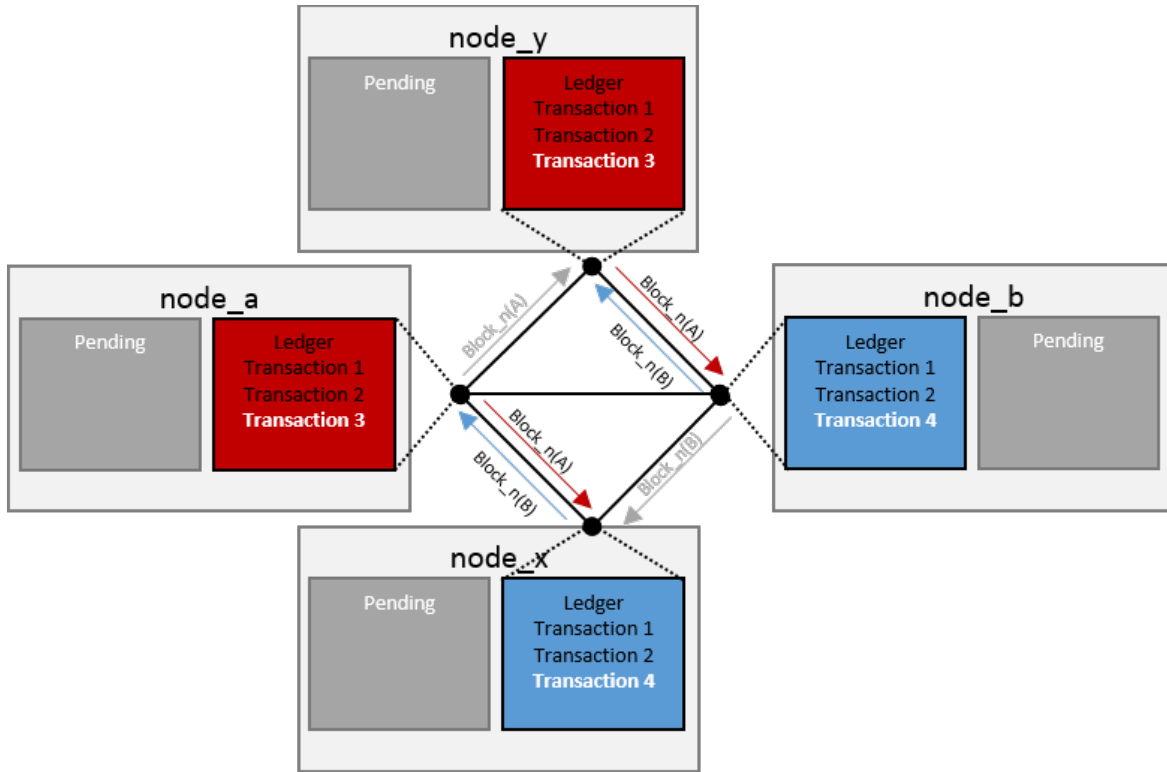 node_y
Pending
Ledger
Transaction 1
Transaction 2
Transaction 3
node_a
Pending
Ledger
Transaction 1
Transaction 2
Transaction 3
Block_n(A)
Block_n(A)
Block_n(B)
node_b
Ledger
Transaction 1
Transaction 2
Transaction 4
Pending
Block_n(A)
Block_n(B)
Block_n(B)
node_x
Pending
Ledger
Transaction 1
Transaction 2
Transaction 4